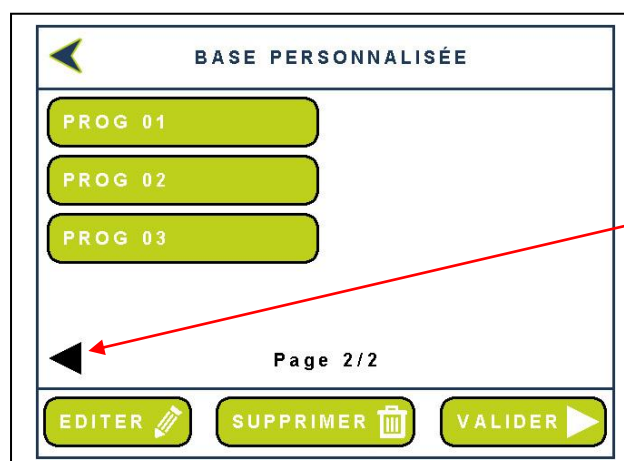 BASE PERSONNALISÉE
PROG 01
PROG 02
PROG 03
Page 2/2
EDITER SUPPRIMER VALIDER